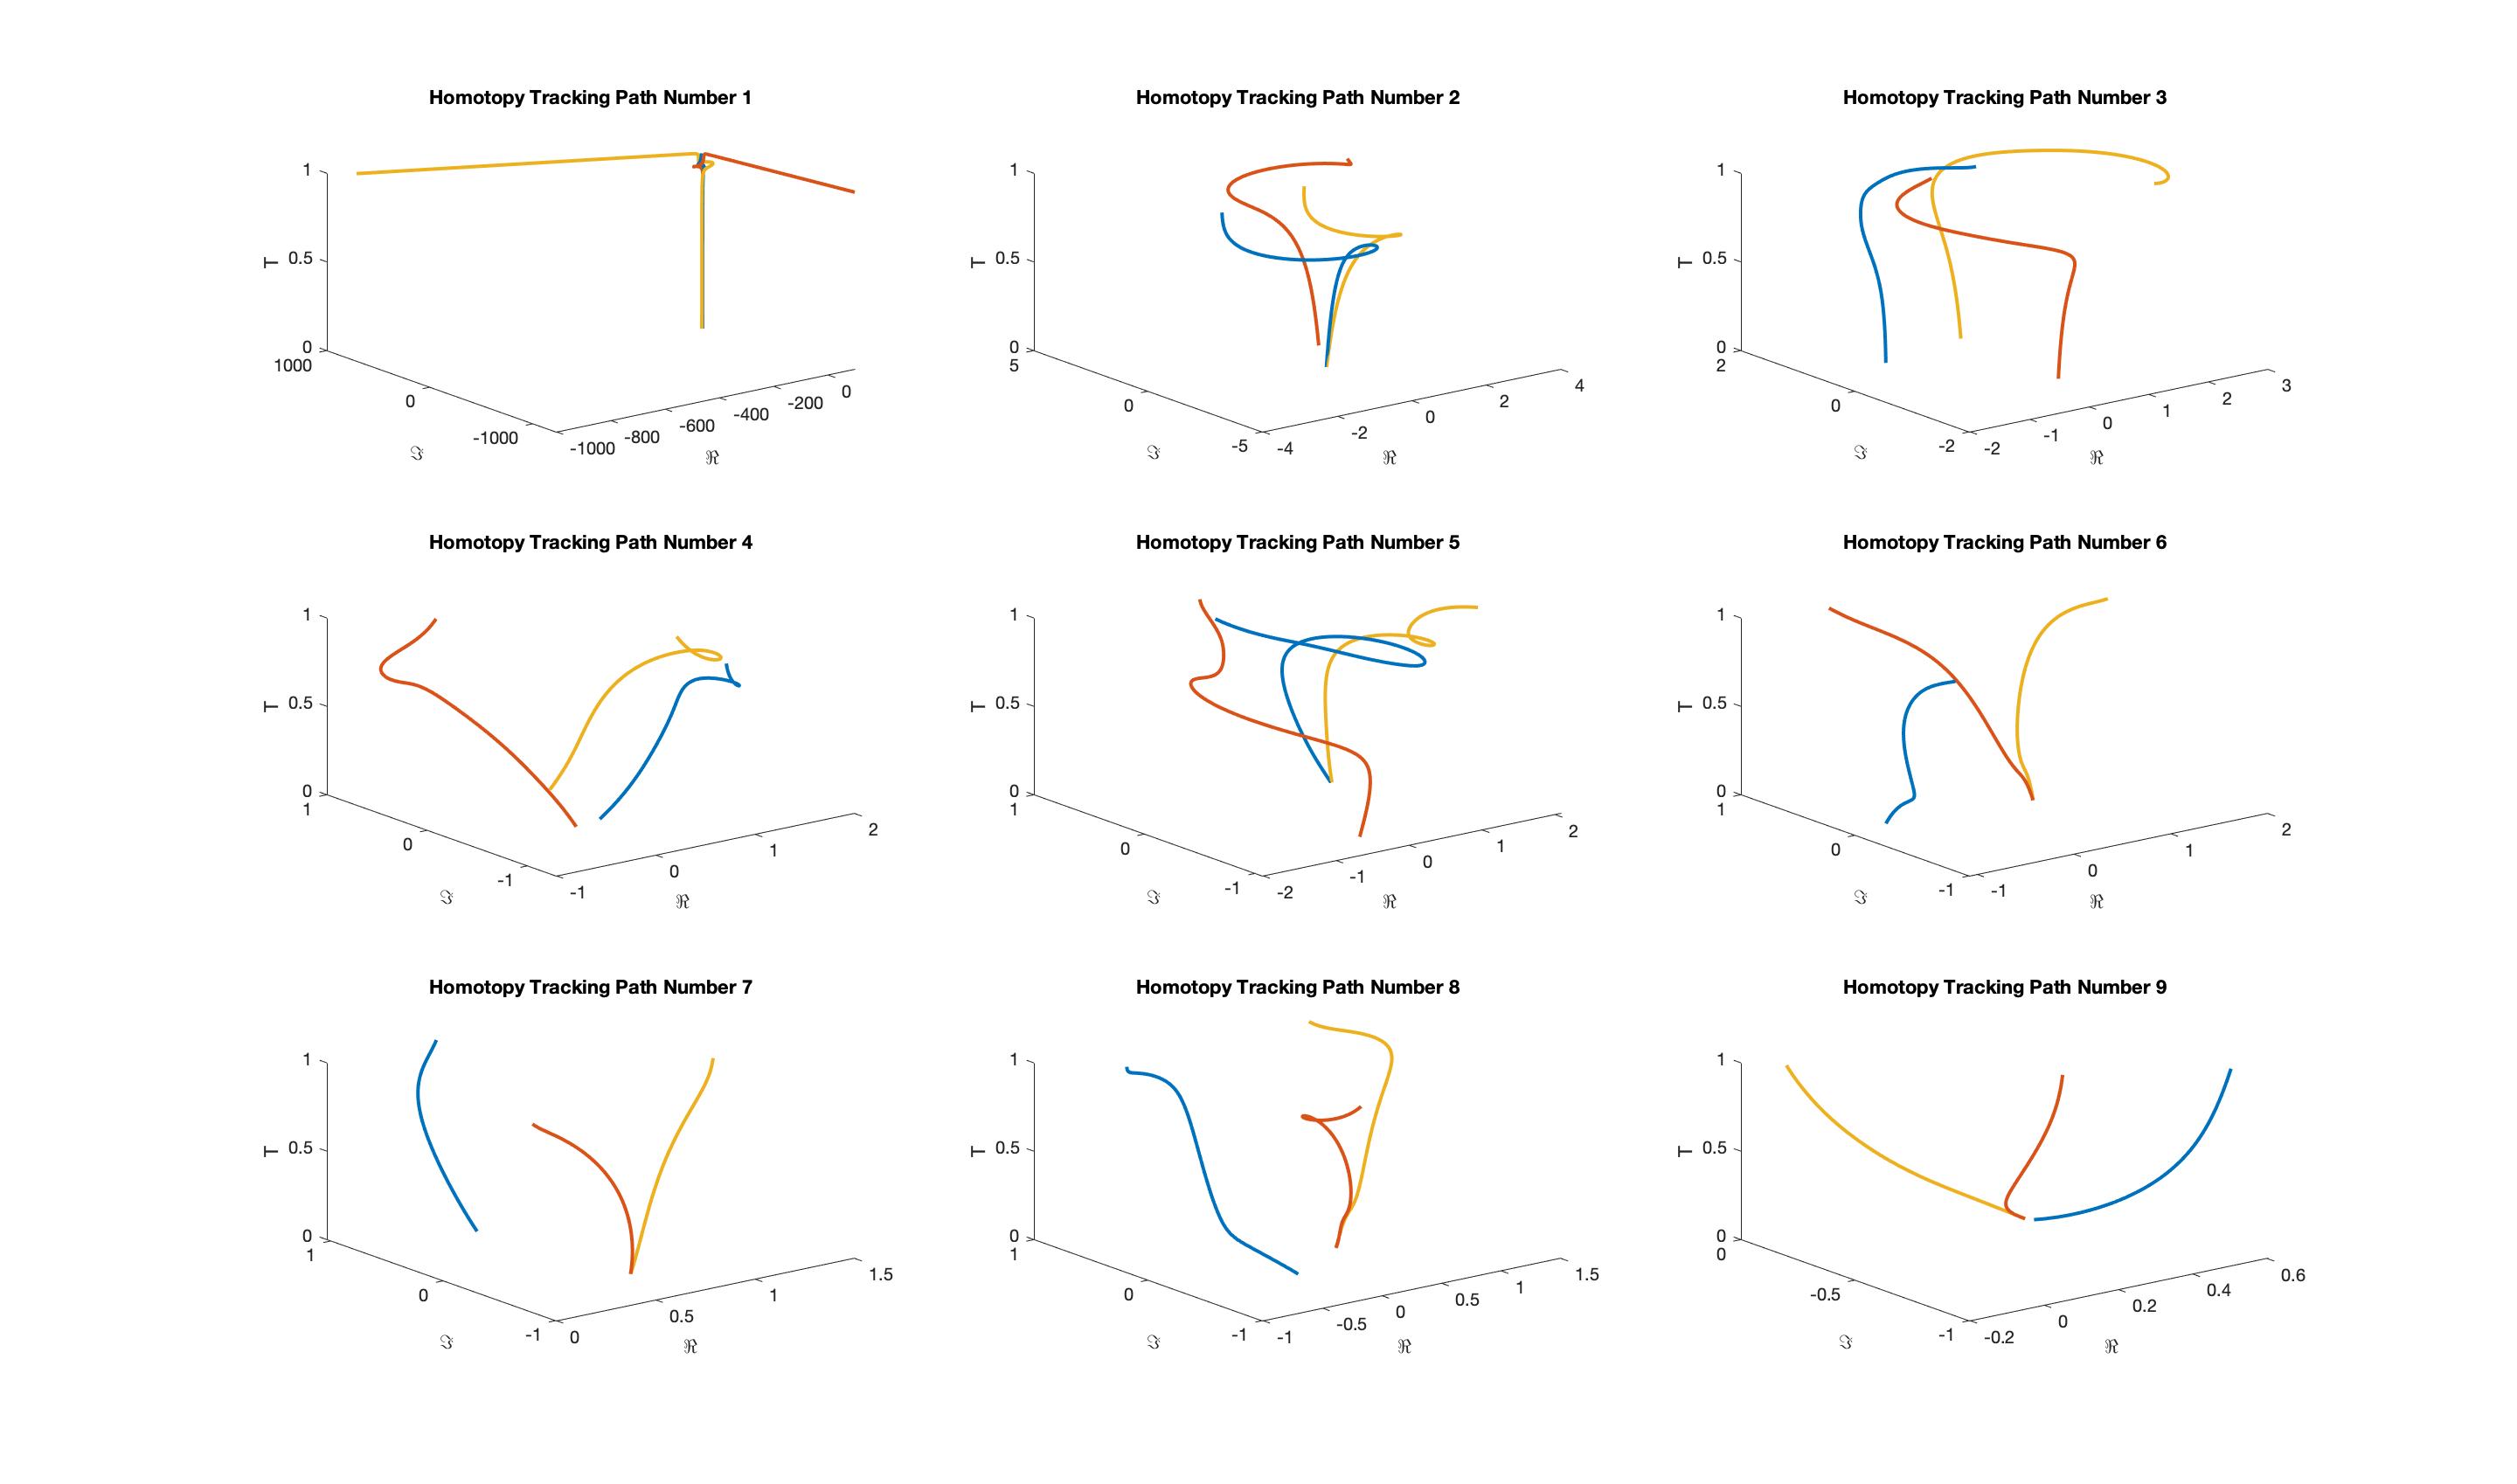 Homotopy Tracking Path Number 1
1
T 0.5
0
1000
0
-1000
ℑ
-1000
-800
-600
-400
-200
0
ℜ
Homotopy Tracking Path Number 2
1
T 0.5
0
5
0
-5
ℑ
-4
-2
0
2
4
ℜ
Homotopy Tracking Path Number 3
1
T 0.5
0
2
0
-2
ℑ
-2
-1
0
1
2
3
ℜ
Homotopy Tracking Path Number 4
1
T 0.5
0
1
0
-1
ℑ
-1
0
1
2
ℜ
Homotopy Tracking Path Number 5
1
T 0.5
0
1
0
-1
ℑ
-2
-1
0
1
2
ℜ
Homotopy Tracking Path Number 6
1
T 0.5
0
1
0
-1
ℑ
-1
0
1
2
ℜ
Homotopy Tracking Path Number 7
1
T 0.5
0
1
0
-1
ℑ
0
0.5
1
1.5
ℜ
Homotopy Tracking Path Number 8
1
T 0.5
0
1
0
-1
ℑ
-1
-0.5
0
0.5
1
1.5
ℜ
Homotopy Tracking Path Number 9
1
T 0.5
0
0
-0.5
-1
ℑ
-0.2
0
0.2
0.4
0.6
ℜ